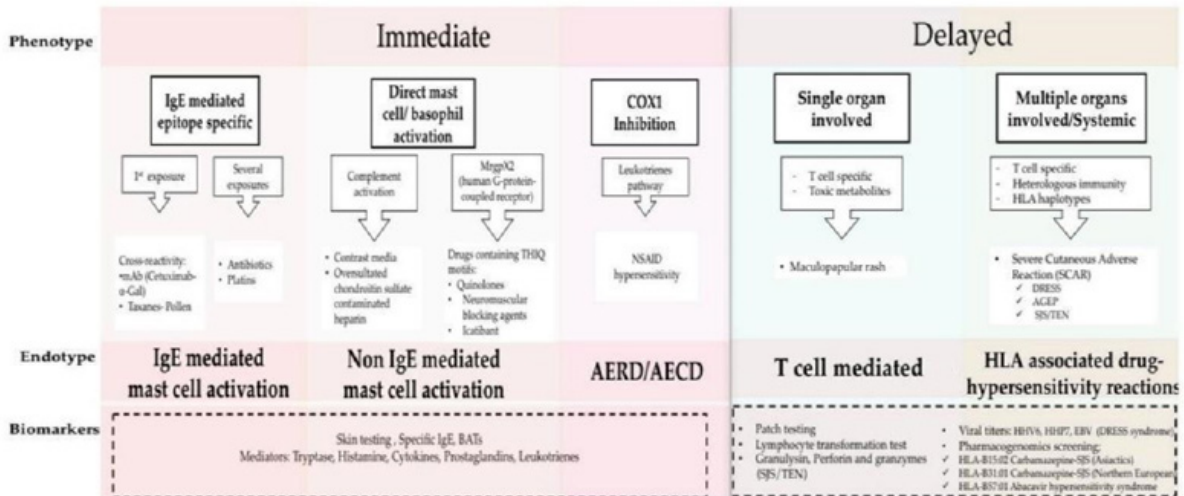 Phenotype
Immediate
Delayed
IgE mediated
epitope specific
Direct mast
cell/ basophil
activation
COX1
Inhibition
Single organ
involved
Multiple organs
involved/Systemic
1st exposure
Several
exposures
Complement
activation
MrgpX2
(human G-protein-
coupled receptor)
Leukotrienes
pathway
- T cell specific
- Toxic metabolites
- T cell specific
- Heterologous immunity
- HLA haplotypes
Cross-reactivity:
•mAb (Cetuximab-
α-Gal)
• Taxanes- Pollen
• Antibiotics
• Platins
• Contrast media
• Oversultated
chondroitin sulfate
contaminated
heparin
Drugs containing THIQ
motifs:
• Quinolones
• Neuromuscular
blocking agents
• Icatibant
NSAID
hypersensitivity
• Maculopapular rash
• Severe Cutaneous Adverse
Reaction (SCAR)
✓ DRESS
✓ AGEP
✓ SJS/TEN
Endotype
IgE mediated
mast cell activation
Non IgE mediated
mast cell activation
AERD/AECD
T cell mediated
HLA associated drug-
hypersensitivity reactions
Biomarkers
Skin testing , Specific IgE, BATs
Mediators: Tryptase, Histamine, Cytokines, Prostaglandins, Leukotrienes
• Patch testing
• Lymphocyte transformation test
• Granulysin, Perforin and granzymes
(SJS/TEN)
• Viral titers: HHV6, HHP7, EBV (DRESS syndrome)
• Pharmacogenomics screening:
✓ HLA-B15:02 Carbamazepine-SJS (Asiactics)
✓ HLA-B31:01 Carbamazepine-SJS (Northern European)
✓ HLA-B57:01 Abacavir hypersensitivity syndrome